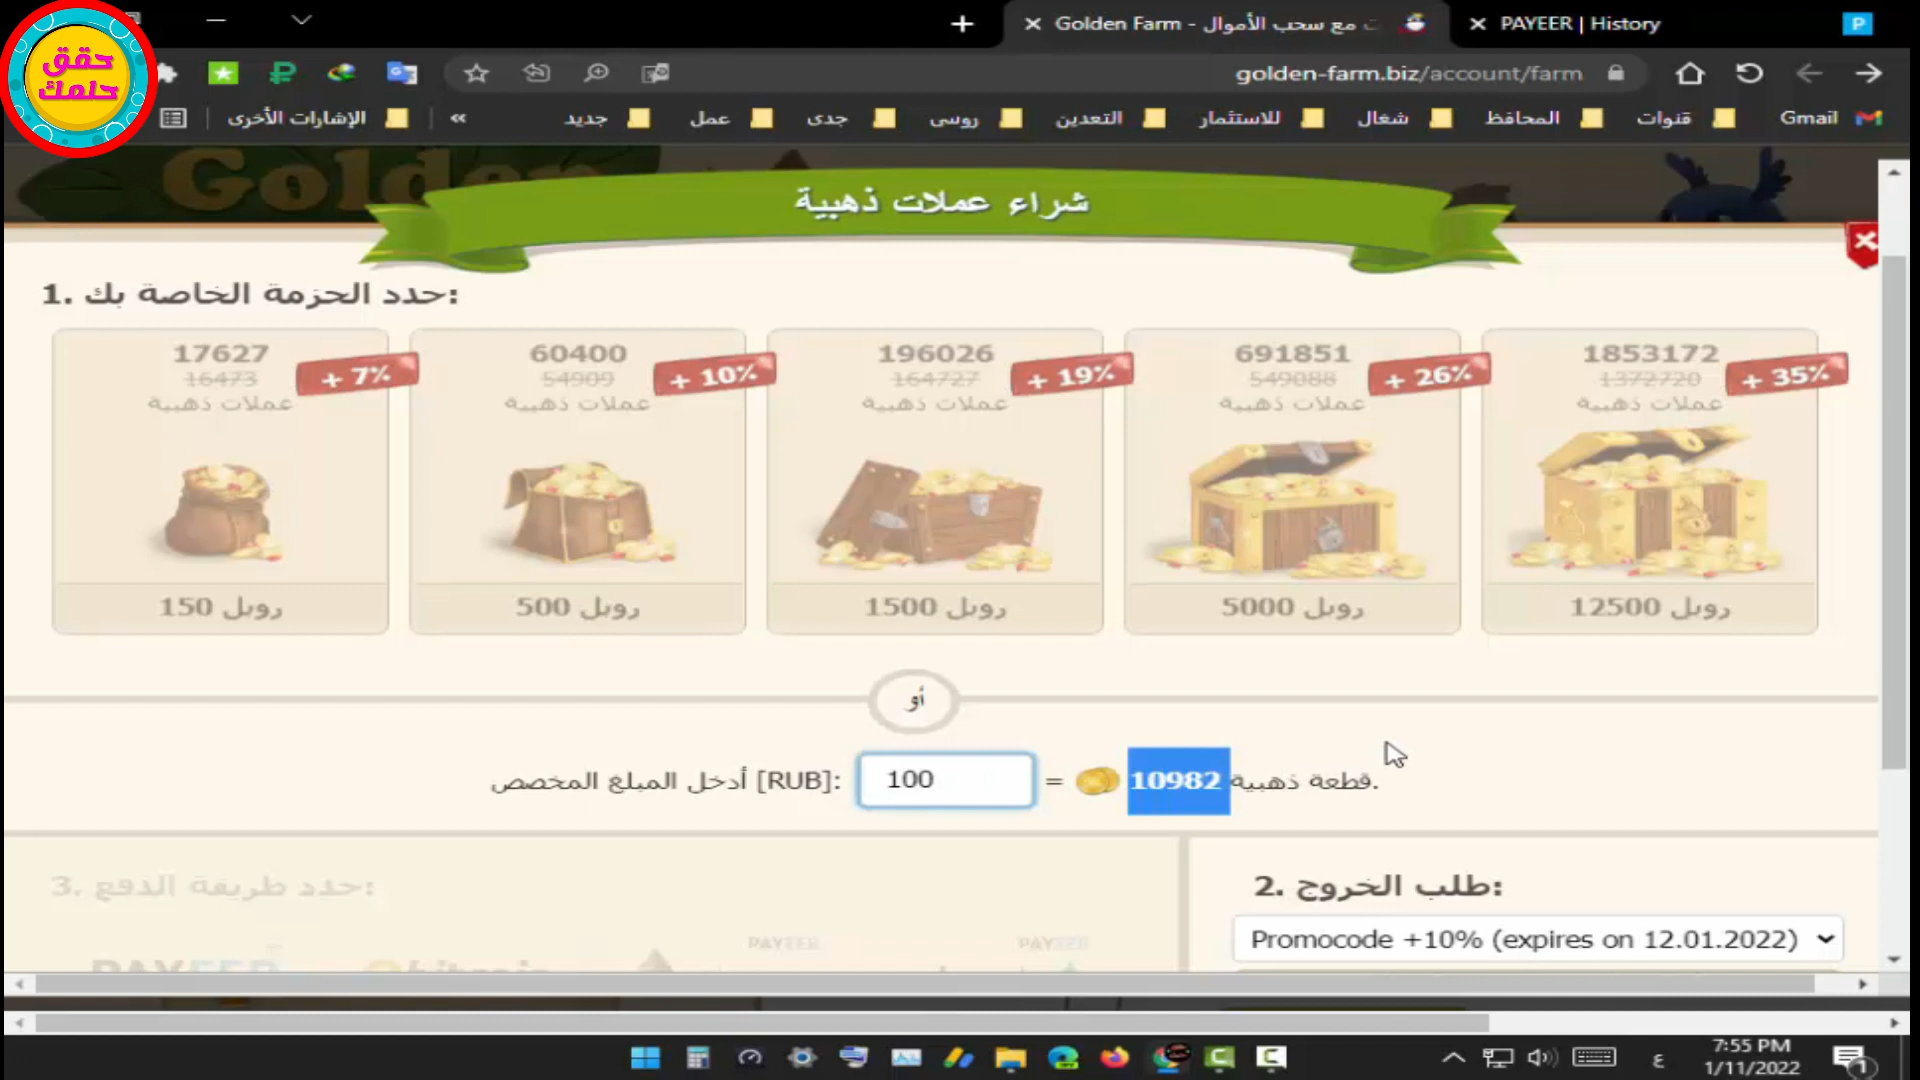 حقق
حلمك
Golden Farm - ت مع سحب الأموال
PAYEER | History
golden-farm.biz/account/farm
الإشارات الأخرى
»
جديد
عمل
جدى
روسى
التعدين
للاستثمار
شغال
المحافظ
قنوات
Gmail
Golden
شراء عملات ذهبية
1. حدد الحزمة الخاصة بك:
17627
16473
عملات ذهبية
+ 7%
150 روبل
60400
54909
عملات ذهبية
+ 10%
500 روبل
196026
164727
عملات ذهبية
+ 19%
1500 روبل
691851
549088
عملات ذهبية
+ 26%
5000 روبل
1853172
1372720
عملات ذهبية
+ 35%
12500 روبل
أو
أدخل المبلغ المخصص [RUB]: 100 = 10982 قطعة ذهبية.
3. حدد طريقة الدفع:
2. طلب الخروج:
Promocode +10% (expires on 12.01.2022)
PAYEER
PAYEER
PAYEER
ع
7:55 PM
1/11/2022
1